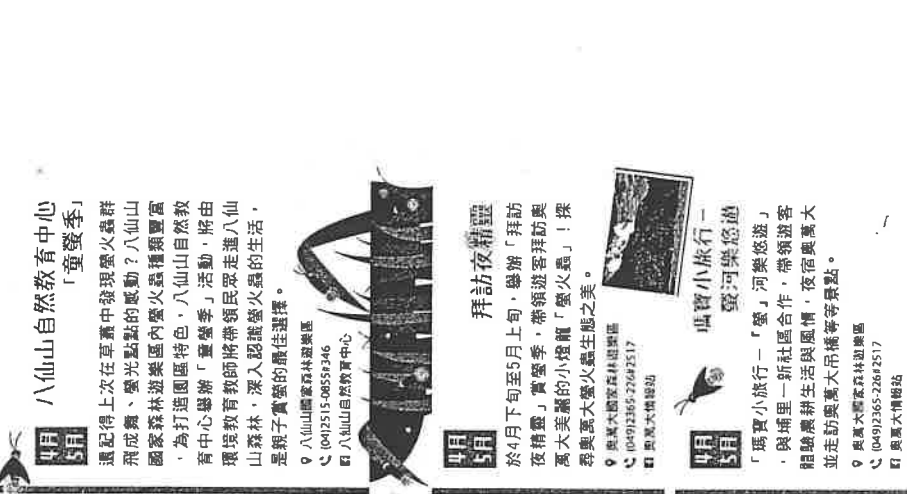 4月
5月
八仙山自然教育中心
「童螢季」
還記得上次在草叢中發現螢火蟲群
飛成雙、螢光點點的感動?八仙山
國家森林遊樂區內螢火蟲種類豐富
,為打造園區特色,八仙山自然教
育中心舉辦「童螢季」活動,將由
環境教育教師將帶領民眾走進八仙
山森林,深入認識螢火蟲的生活,
是親子賞螢的最佳選擇。
八仙山國家森林遊樂區
(04)2515-0855#346
八仙山自然教育中心
4月
5月
拜訪夜精靈
於4月下旬至5月上旬,舉辦「拜訪
夜精靈」賞螢季,帶領遊客拜訪奧
萬大美麗的小燈籠「螢火蟲」!探
尋奧萬大螢火蟲生態之美。
奧萬大國家森林遊樂區
(049)2365-226#2517
奧萬大情報站
4月
5月
瑪寶小旅行-
螢河樂悠遊
「瑪寶小旅行-「螢」河樂悠遊」
,與埔里一新社區合作,帶領遊客
體驗農耕生活與風情,夜宿奧萬大
並走訪奧萬大吊橋等等景點。
奧萬大國家森林遊樂區
(049)2365-226#2517
奧萬大情報站